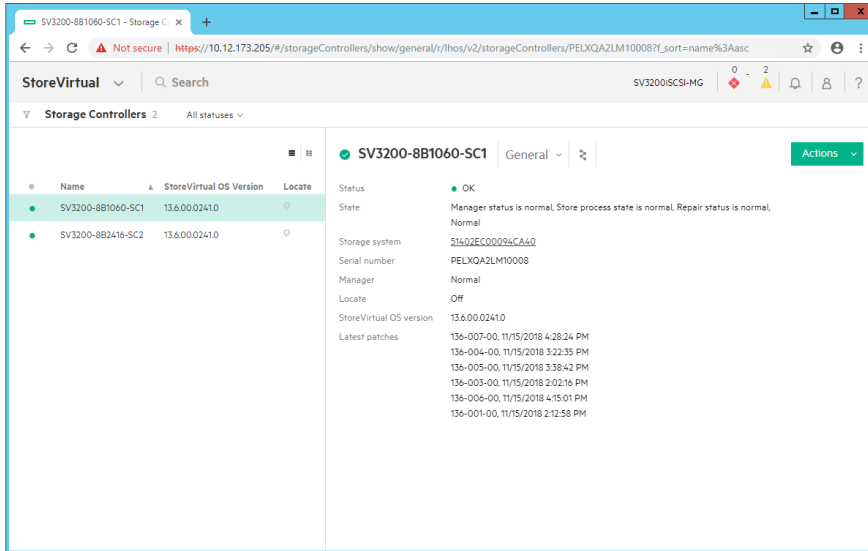 SV3200-8B1060-SC1 - Storage C
Not secure | https://10.12.173.205/#/storageControllers/show/general/r/lhos/v2/storageControllers/PELXQA2LM10008?f_sort=name%3Aasc
StoreVirtual
Search
SV3200iSCSI-MG
0
2
?
Storage Controllers 2
All statuses
SV3200-8B1060-SC1
General
Actions
Name
StoreVirtual OS Version
Locate
SV3200-8B1060-SC1 13.6.00.0241.0
SV3200-8B2416-SC2 13.6.00.0241.0
Status OK
State Manager status is normal, Store process state is normal, Repair status is normal,
Normal
Storage system 51402EC00094CA40
Serial number PELXQA2LM10008
Manager Normal
Locate Off
StoreVirtual OS version 13.6.00.0241.0
Latest patches 136-007-00, 11/15/2018 4:28:24 PM
136-004-00, 11/15/2018 3:22:35 PM
136-005-00, 11/15/2018 3:38:42 PM
136-003-00, 11/15/2018 2:02:16 PM
136-006-00, 11/15/2018 4:15:01 PM
136-001-00, 11/15/2018 2:12:58 PM